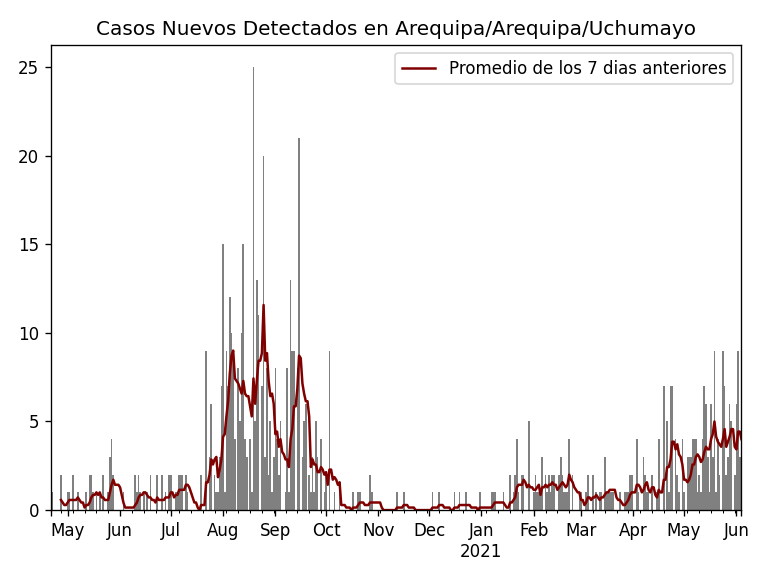 Casos Nuevos Detectados en Arequipa/Arequipa/Uchumayo
Promedio de los 7 dias anteriores
25
20
15
10
5
0
May Jun Jul Aug Sep Oct Nov Dec Jan Feb Mar Apr May Jun
2021